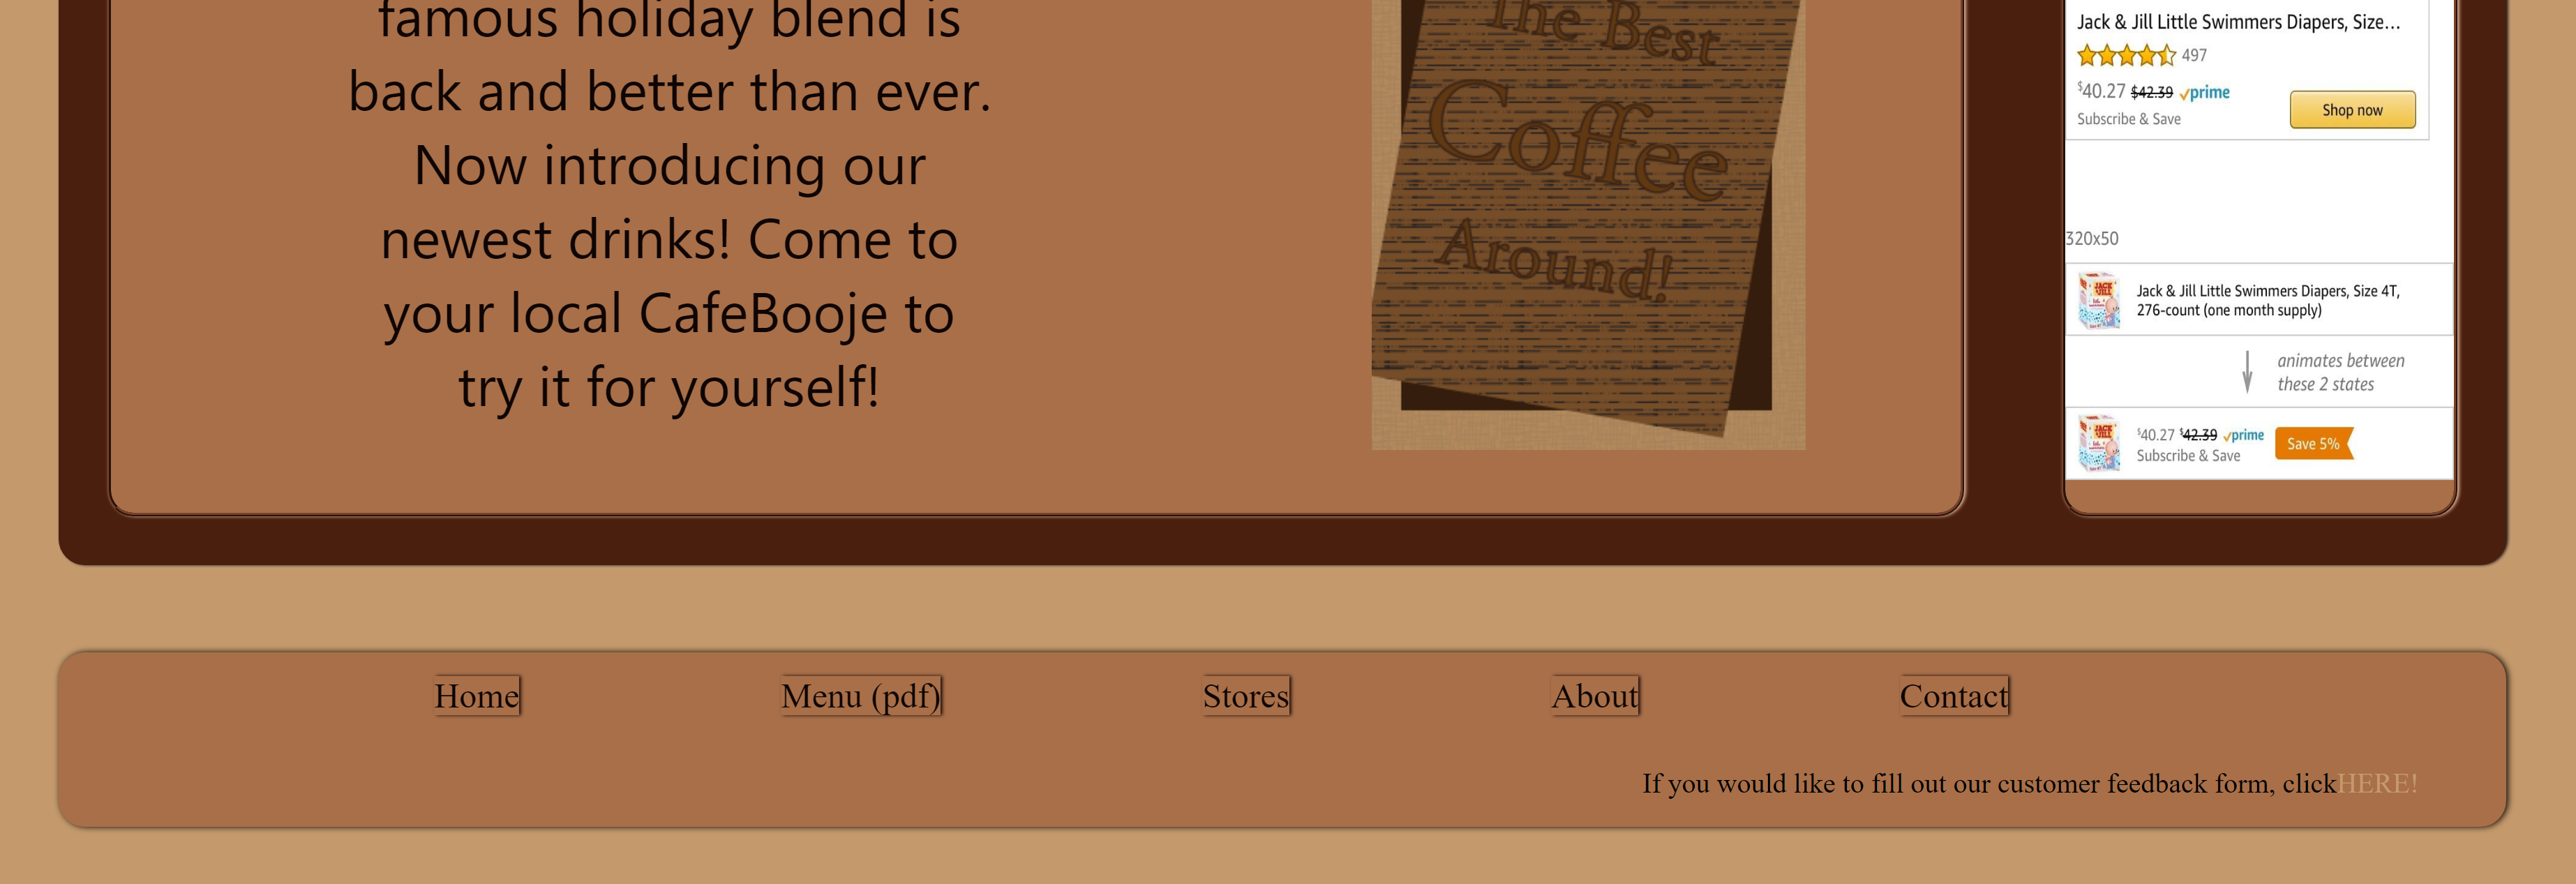 famous holiday blend is
back and better than ever.
Now introducing our
newest drinks! Come to
your local CafeBooje to
try it for yourself!
The Best
Coffee
Around!
Jack & Jill Little Swimmers Diapers, Size...
497
$40.27 $42.39 prime
Subscribe & Save
Shop now
320x50
JACK & JILL
Jack & Jill Little Swimmers Diapers, Size 4T,
276-count (one month supply)
animates between
these 2 states
JACK & JILL
$40.27 $42.39 prime
Subscribe & Save
Save 5%
Home
Menu (pdf)
Stores
About
Contact
If you would like to fill out our customer feedback form, clickHERE!